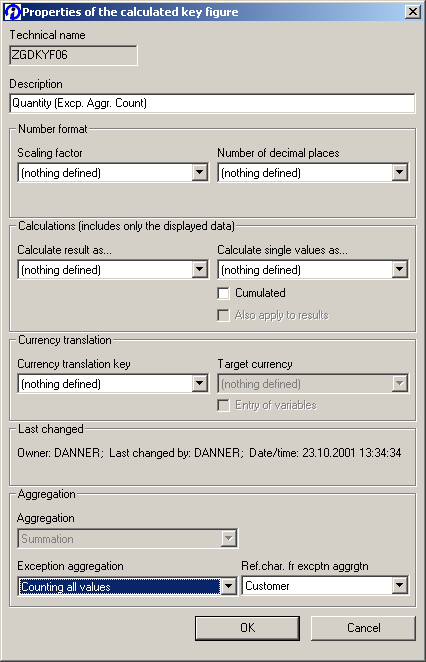 Properties of the calculated key figure
Technical name
ZGDKYF06
Description
Quantity (Excp. Aggr. Count)
Number format
Scaling factor Number of decimal places
(nothing defined) (nothing defined)
Calculations (includes only the displayed data)
Calculate result as... Calculate single values as...
(nothing defined) (nothing defined)
Cumulated
Also apply to results
Currency translation
Currency translation key Target currency
(nothing defined) (nothing defined)
Entry of variables
Last changed
Owner: DANNER; Last changed by: DANNER; Date/time: 23.10.2001 13:34:34
Aggregation
Aggregation
Summation
Exception aggregation Ref.char. fr excptn aggrgtn
Counting all values Customer
OK Cancel